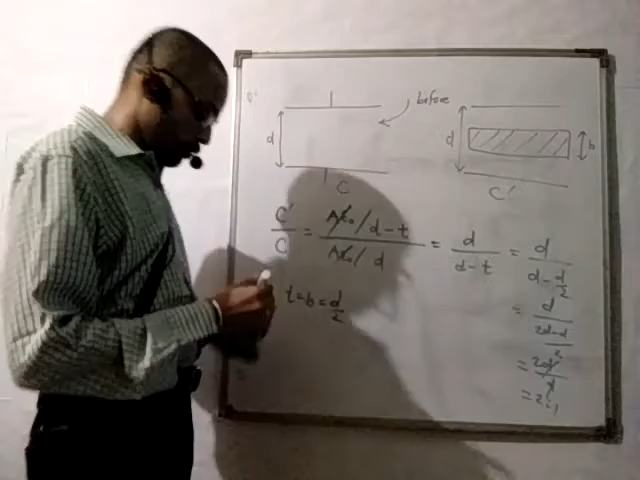 before
d
d
b
C
C'
C'/C = Aε₀/d-t / Aε₀/d = d/d-t = d/d-d/2
t=b=d/2
= d/2d-d/2
= 2d/d
= 2:1